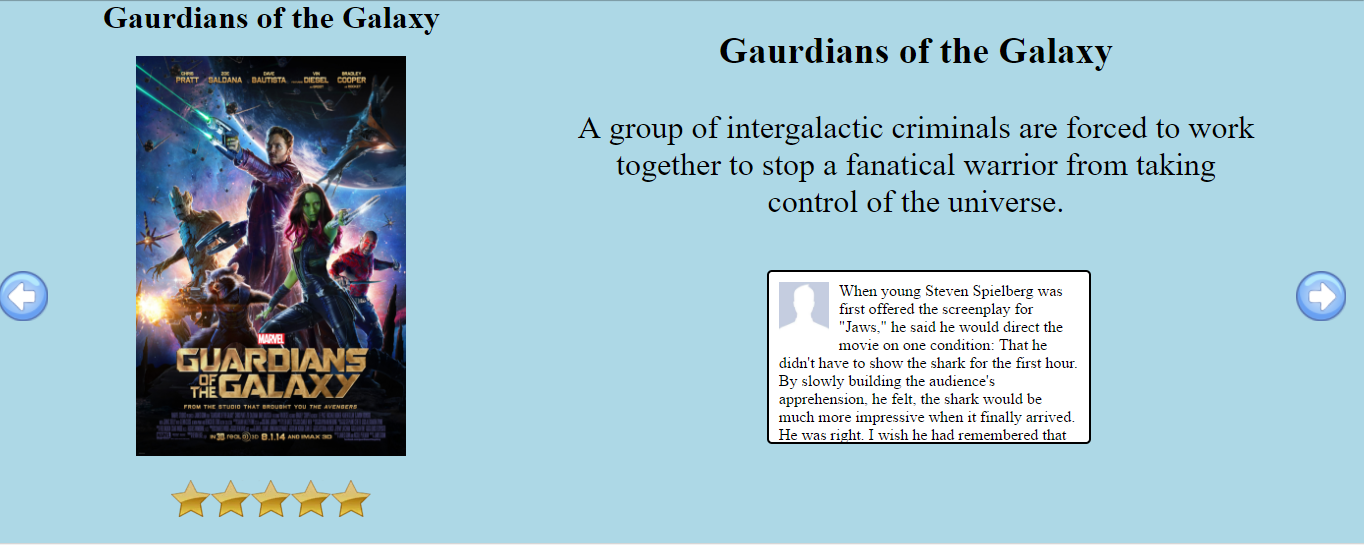 Gaurdians of the Galaxy
CHRIS PRATT ZOE SALDANA DAVE BAUTISTA VIN DIESEL BRADLEY COOPER
MARVEL
GUARDIANS
OF THE GALAXY
FROM THE STUDIO THAT BROUGHT YOU THE AVENGERS
8.1.14 AND IMAX 3D
Gaurdians of the Galaxy
A group of intergalactic criminals are forced to work
together to stop a fanatical warrior from taking
control of the universe.
When young Steven Spielberg was
first offered the screenplay for
"Jaws," he said he would direct the
movie on one condition: That he
didn't have to show the shark for the first hour.
By slowly building the audience's
apprehension, he felt, the shark would be
much more impressive when it finally arrived.
He was right. I wish he had remembered that